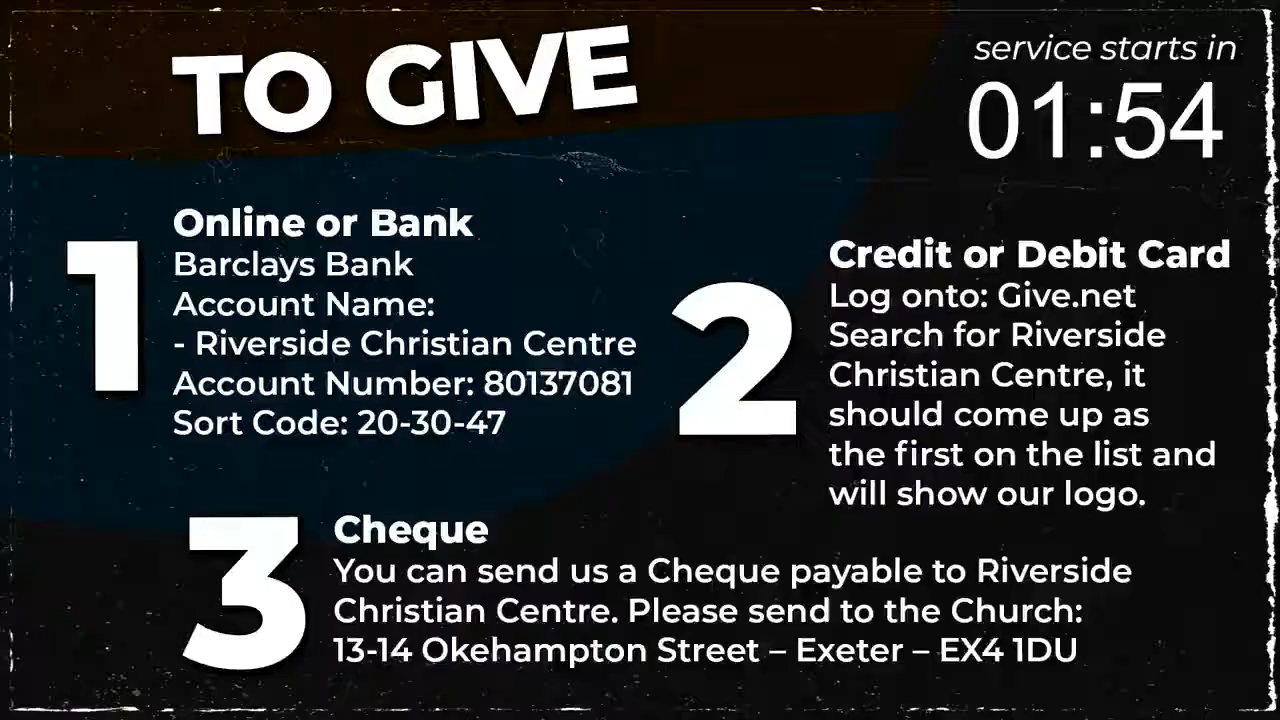 TO GIVE
service starts in
01:54
1
Online or Bank
Barclays Bank
Account Name:
- Riverside Christian Centre
Account Number: 80137081
Sort Code: 20-30-47
2
Credit or Debit Card
Log onto: Give.net
Search for Riverside
Christian Centre, it
should come up as
the first on the list and
will show our logo.
3
Cheque
You can send us a Cheque payable to Riverside
Christian Centre. Please send to the Church:
13-14 Okehampton Street – Exeter – EX4 1DU